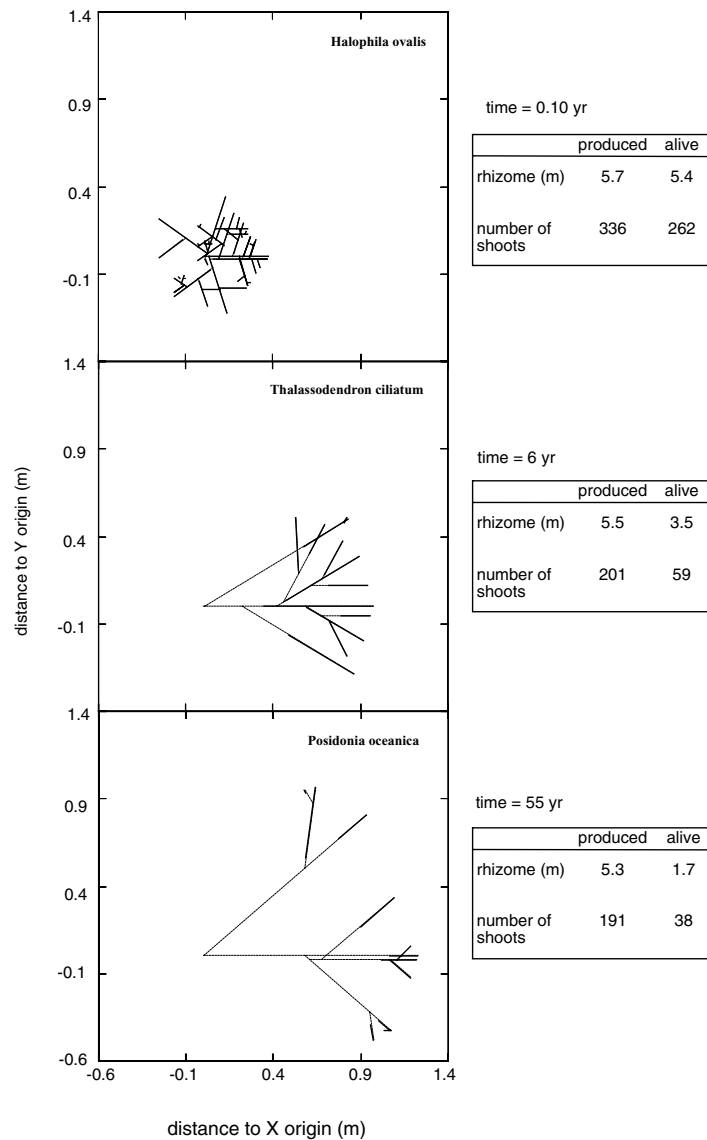 1.4
Halophila ovalis
0.9
0.4
-0.1
time = 0.10 yr
produced alive
rhizome (m) 5.7 5.4
number of shoots 336 262
1.4
Thalassodendron ciliatum
0.9
0.4
-0.1
time = 6 yr
produced alive
rhizome (m) 5.5 3.5
number of shoots 201 59
distance to Y origin (m)
1.4
Posidonia oceanica
0.9
0.4
-0.1
-0.6
time = 55 yr
produced alive
rhizome (m) 5.3 1.7
number of shoots 191 38
-0.6 -0.1 0.4 0.9 1.4
distance to X origin (m)